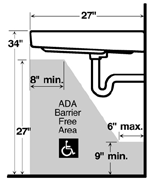 27"
34"
8" min.
ADA
Barrier
Free
Area
27"
6" max.
9" min.